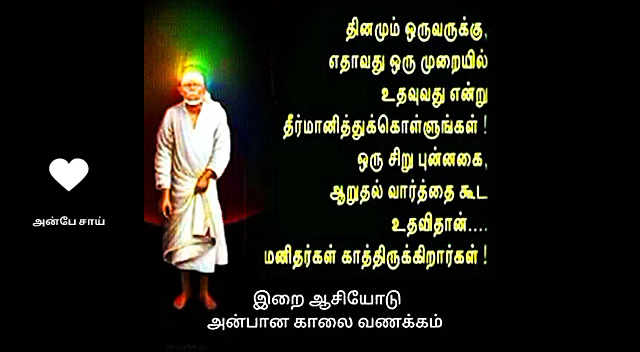 தினமும் ஒருவருக்கு,
எதாவது ஒரு முறையில்
உதவுவது என்று
தீர்மானித்துக்கொள்ளுங்கள் !
ஒரு சிறு புன்னகை,
ஆறுதல் வார்த்தை கூட
உதவிதான்....
மனிதர்கள் காத்திருக்கிறார்கள் !
அன்பே சாய்
இறை ஆசியோடு
அன்பான காலை வணக்கம்